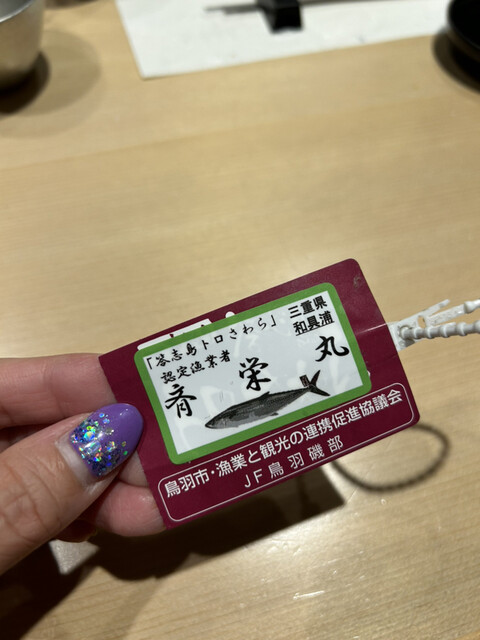 「答志島トロさわら」
認定漁業者
三重県
和具浦
斉栄丸
鳥羽市・漁業と観光の連携促進協議会
JF鳥羽磯部